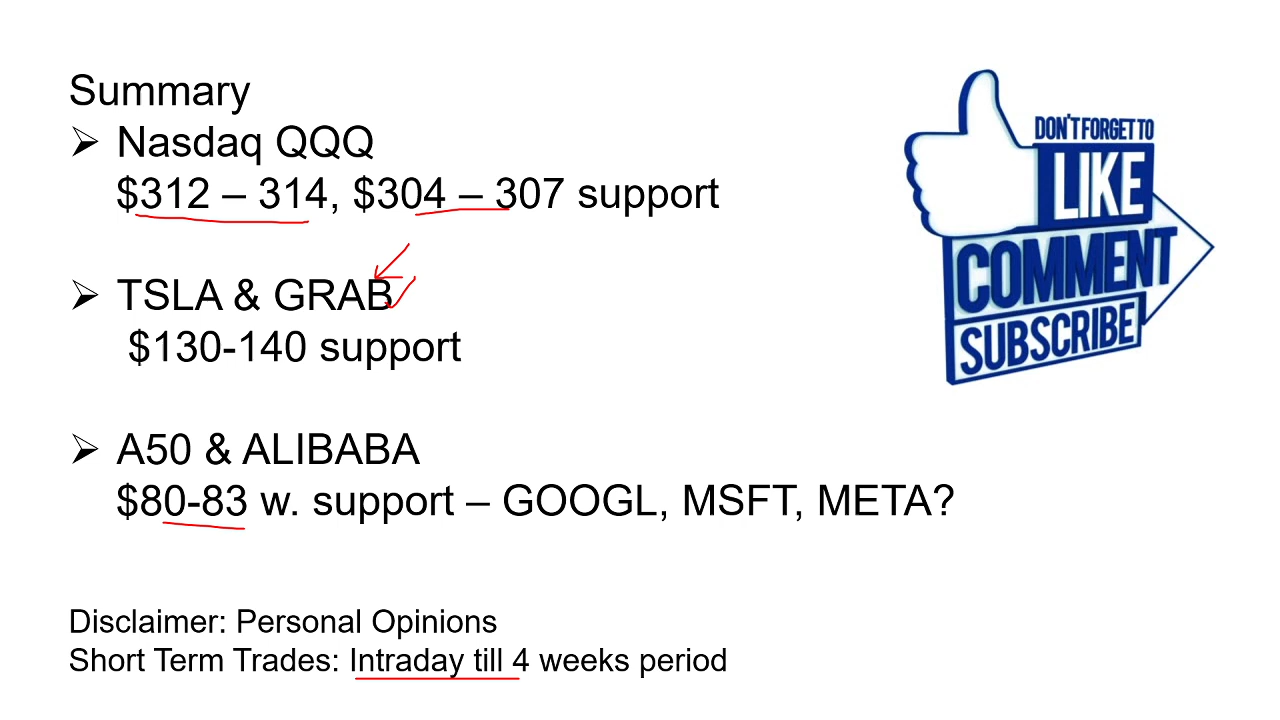 Summary
➢ Nasdaq QQQ
$312 – 314, $304 – 307 support
➢ TSLA & GRAB
$130-140 support
➢ A50 & ALIBABA
$80-83 w. support – GOOGL, MSFT, META?
Disclaimer: Personal Opinions
Short Term Trades: Intraday till 4 weeks period
DON'T FORGET TO
LIKE
COMMENT
SUBSCRIBE